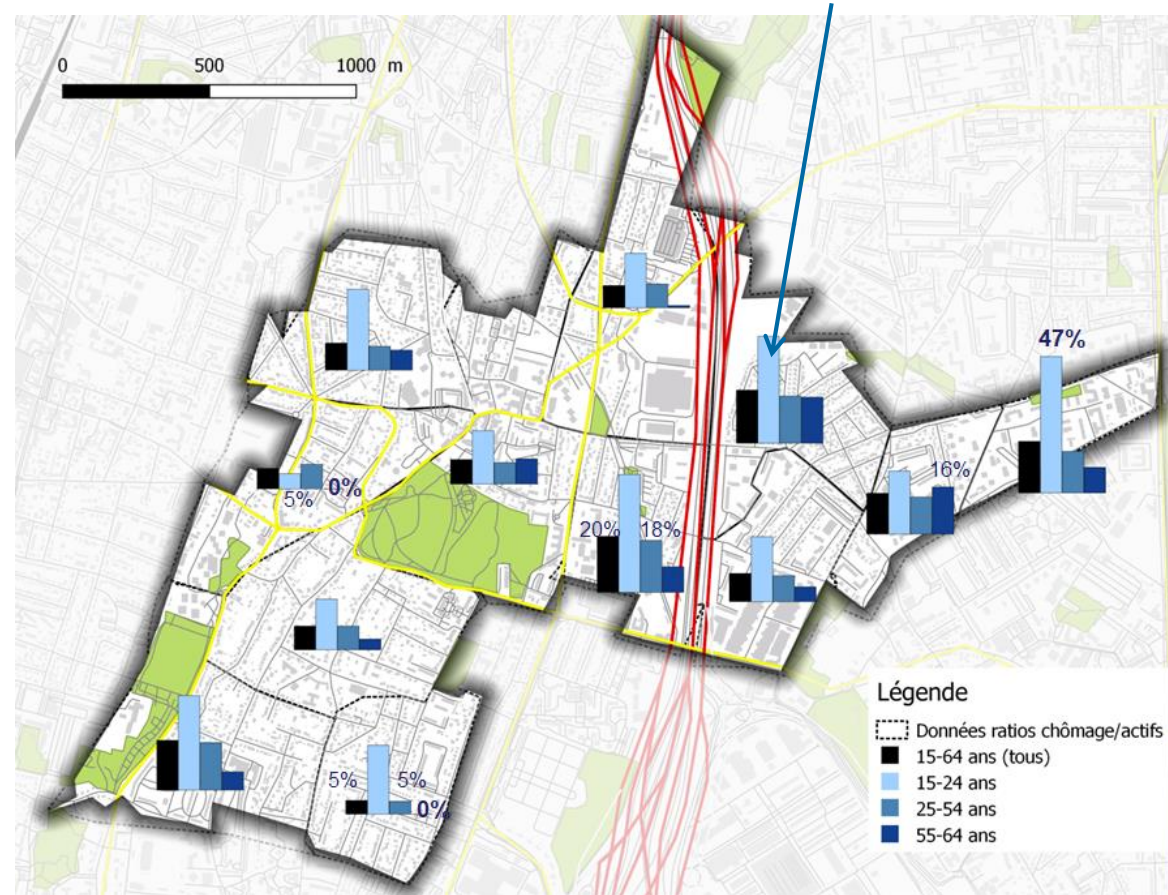 0 500 1000 m
47%
16%
5% 0%
20% 18%
5% 5%
0%
Légende
Données ratios chômage/actifs
15-64 ans (tous)
15-24 ans
25-54 ans
55-64 ans